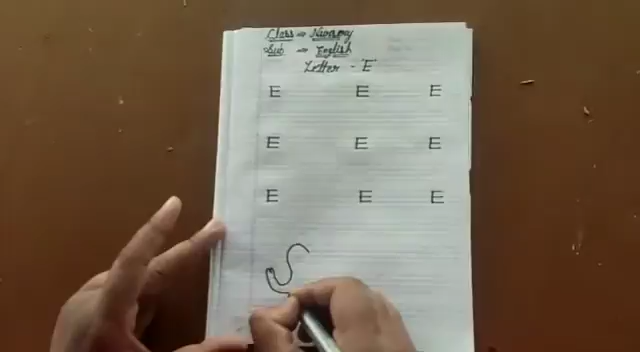 Class ⇒ Nursery
Sub ⇒ English
Letter - E
E E E
E E E
E E E